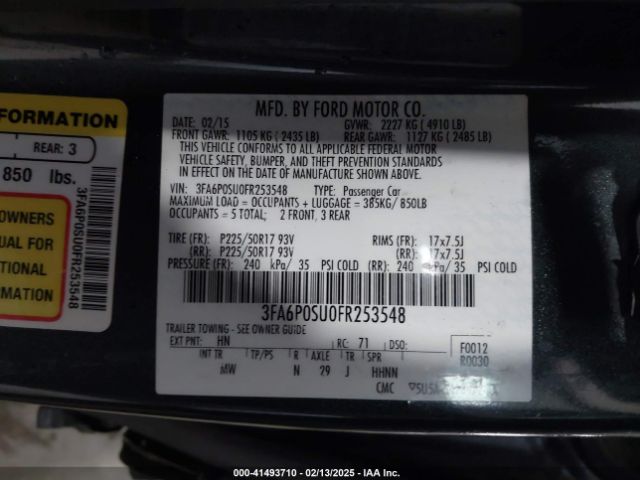 FORMATION
REAR: 3
850 lbs.
OWNERS
UAL FOR
TIONAL
ATION
3FA6P0SU0FR253548
MFD. BY FORD MOTOR CO.
DATE: 02/15 GVWR: 2227 KG ( 4910 LB)
FRONT GAWR: 1105 KG ( 2435 LB) REAR GAWR: 1127 KG ( 2485 LB)
THIS VEHICLE CONFORMS TO ALL APPLICABLE FEDERAL MOTOR
VEHICLE SAFETY, BUMPER, AND THEFT PREVENTION STANDARDS
IN EFFECT ON THE DATE OF MANUFACTURE SHOWN ABOVE.
VIN: 3FA6P0SU0FR253548 TYPE: Passenger Car
MAXIMUM LOAD = OCCUPANTS + LUGGAGE = 385KG/ 850LB
OCCUPANTS = 5 TOTAL; 2 FRONT, 3 REAR
TIRE (FR): P225/50R17 93V RIMS (FR): 17x7.5J
(RR): P225/50R17 93V (RR): 17x7.5J
PRESSURE (FR): 240 kPa/ 35 PSI COLD (RR): 240 kPa/ 35 PSI COLD
3FA6P0SU0FR253548
TRAILER TOWING - SEE OWNER GUIDE
EXT PNT: HN RC: 71 DSO: F0012
INT TR TP/PS R AXLE TR SPR R0030
MW N 29 J HHNN
CMC
000-41493710 - 02/13/2025 - IAA Inc.